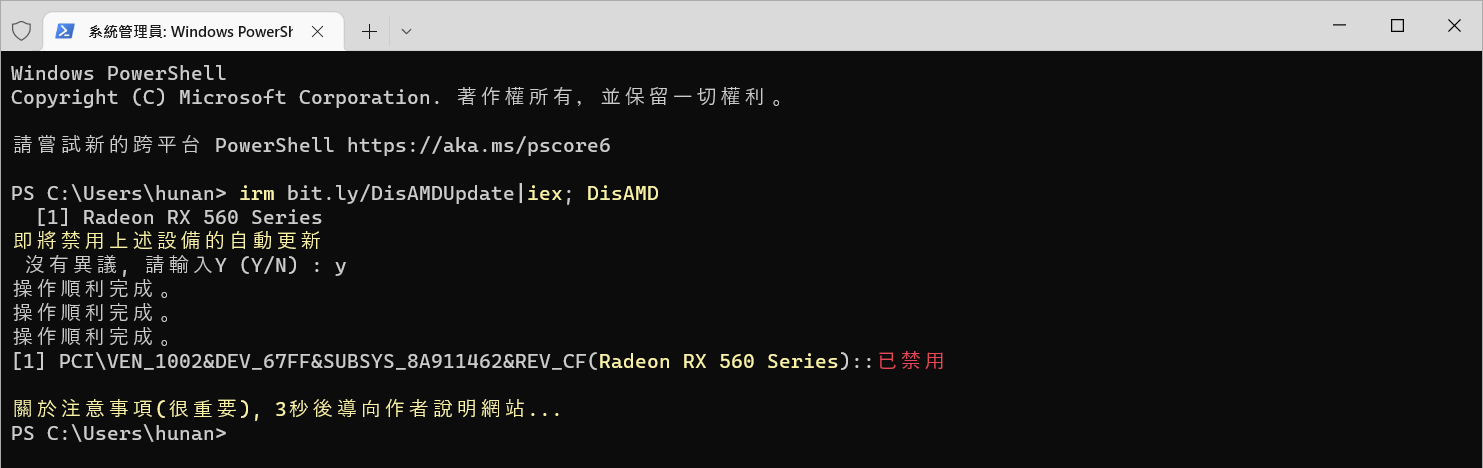 系統管理員: Windows PowerSh
Windows PowerShell
Copyright (C) Microsoft Corporation. 著作權所有，並保留一切權利。
請嘗試新的跨平台 PowerShell https://aka.ms/pscore6
PS C:\Users\hunan> irm bit.ly/DisAMDUpdate|iex; DisAMD
[1] Radeon RX 560 Series
即將禁用上述設備的自動更新
沒有異議, 請輸入Y (Y/N) : y
操作順利完成。
操作順利完成。
操作順利完成。
[1] PCI\VEN_1002&DEV_67FF&SUBSYS_8A911462&REV_CF(Radeon RX 560 Series)::已禁用
關於注意事項(很重要), 3秒後導向作者說明網站...
PS C:\Users\hunan>